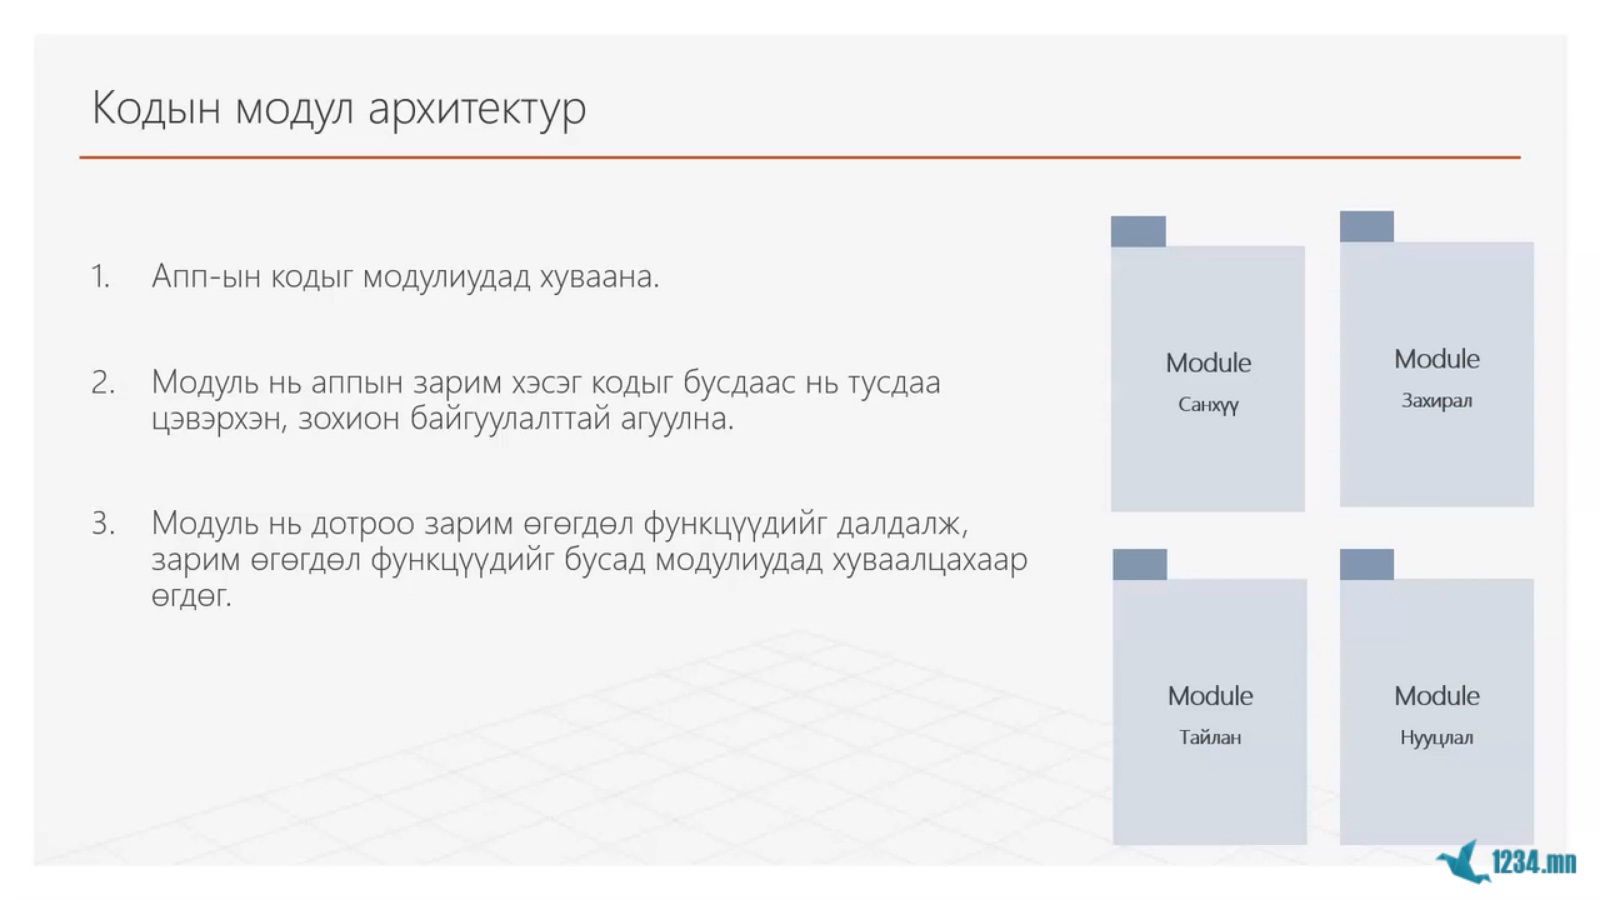 Кодын модул архитектур
1. Апп-ын кодыг модулиудад хуваана.
2. Модуль нь аппын зарим хэсэг кодыг бусдаас нь тусдаа
цэвэрхэн, зохион байгуулалттай агуулна.
3. Модуль нь дотроо зарим өгөгдөл функцүүдийг далдалж,
зарим өгөгдөл функцүүдийг бусад модулиудад хуваалцахаар
өгдөг.
Module
Санхүү
Module
Захирал
Module
Тайлан
Module
Нууцлал
1234.mn